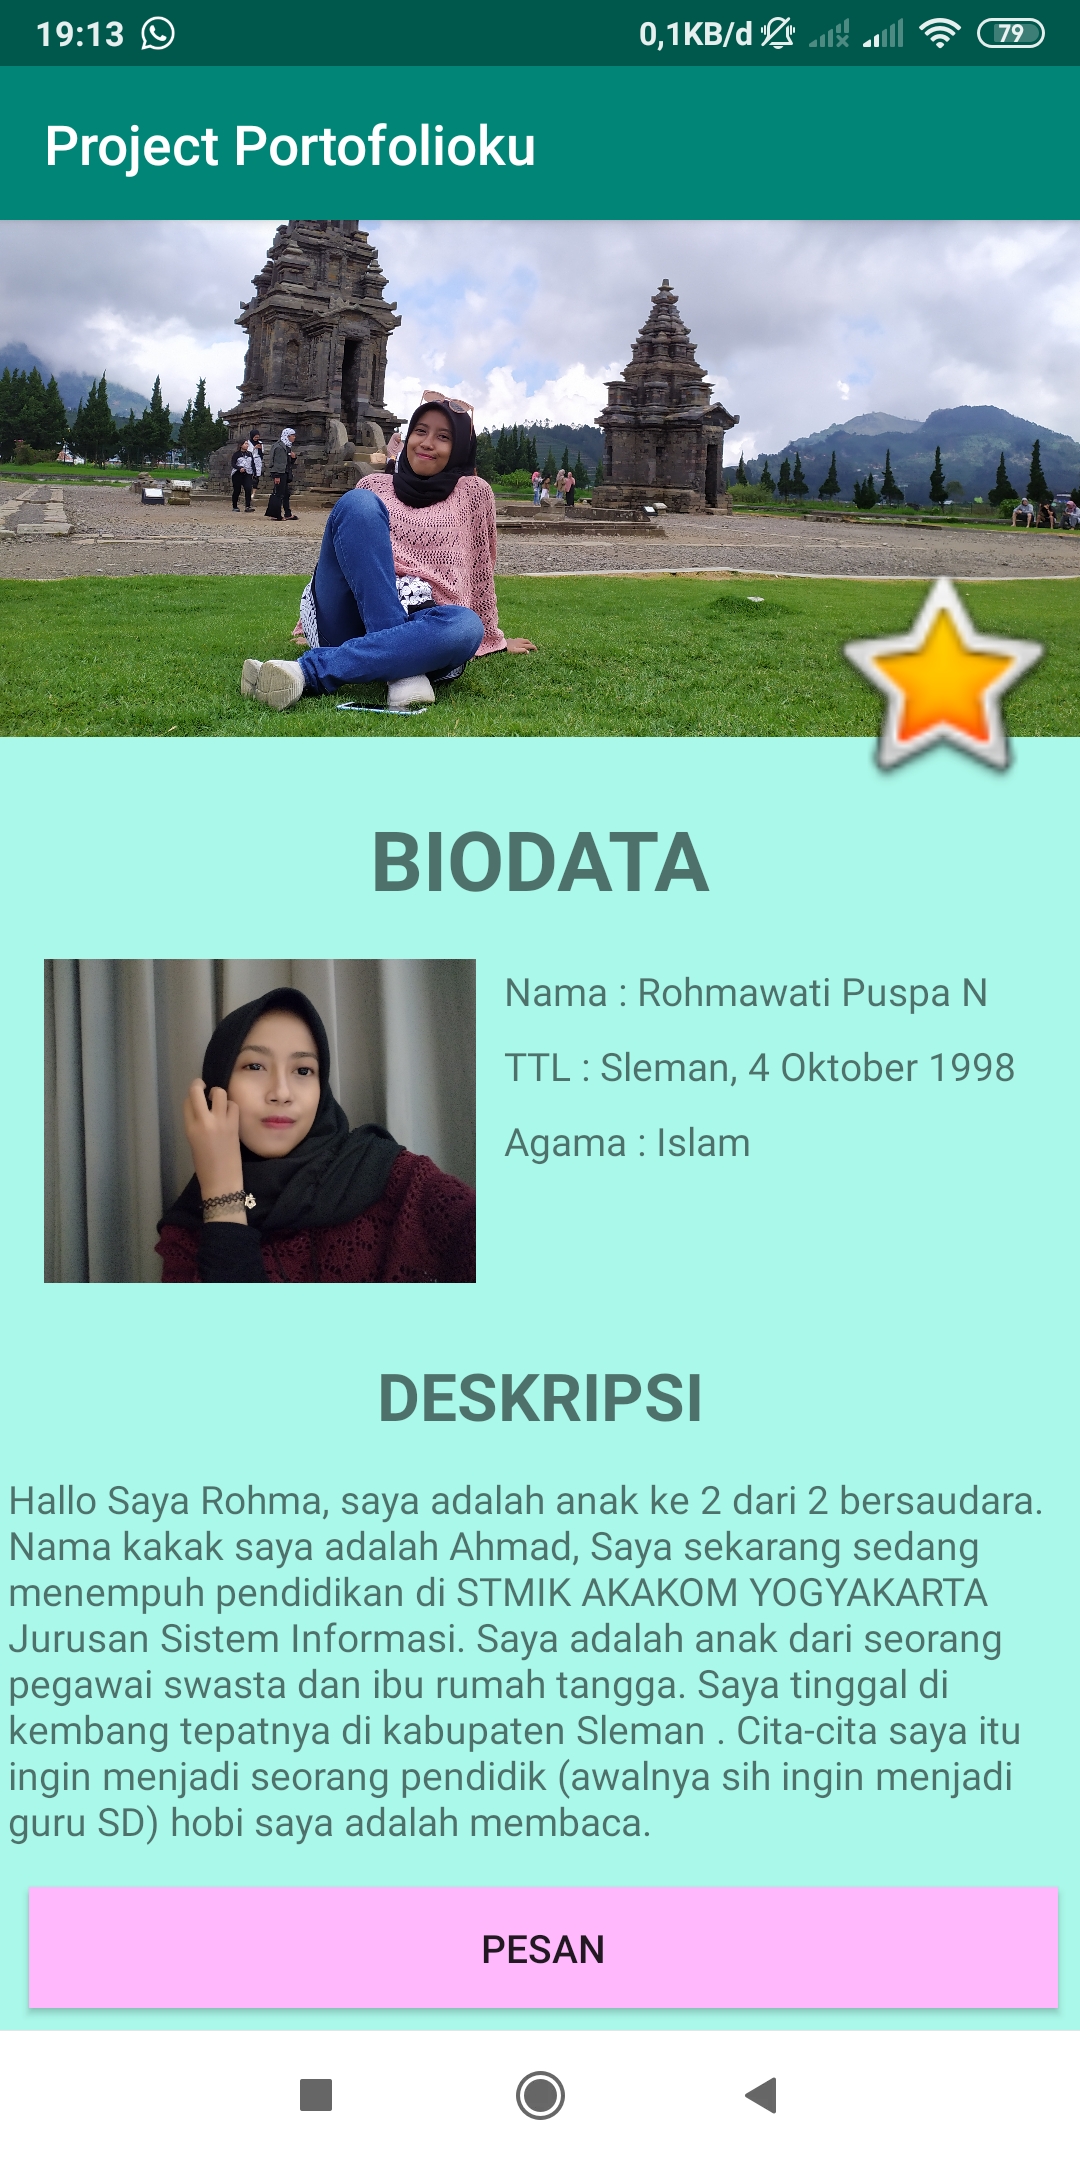 19:13
0,1KB/d
79
Project Portofolioku
BIODATA
Nama : Rohmawati Puspa N
TTL : Sleman, 4 Oktober 1998
Agama : Islam
DESKRIPSI
Hallo Saya Rohma, saya adalah anak ke 2 dari 2 bersaudara.
Nama kakak saya adalah Ahmad, Saya sekarang sedang
menempuh pendidikan di STMIK AKAKOM YOGYAKARTA
Jurusan Sistem Informasi. Saya adalah anak dari seorang
pegawai swasta dan ibu rumah tangga. Saya tinggal di
kembang tepatnya di kabupaten Sleman . Cita-cita saya itu
ingin menjadi seorang pendidik (awalnya sih ingin menjadi
guru SD) hobi saya adalah membaca.
PESAN